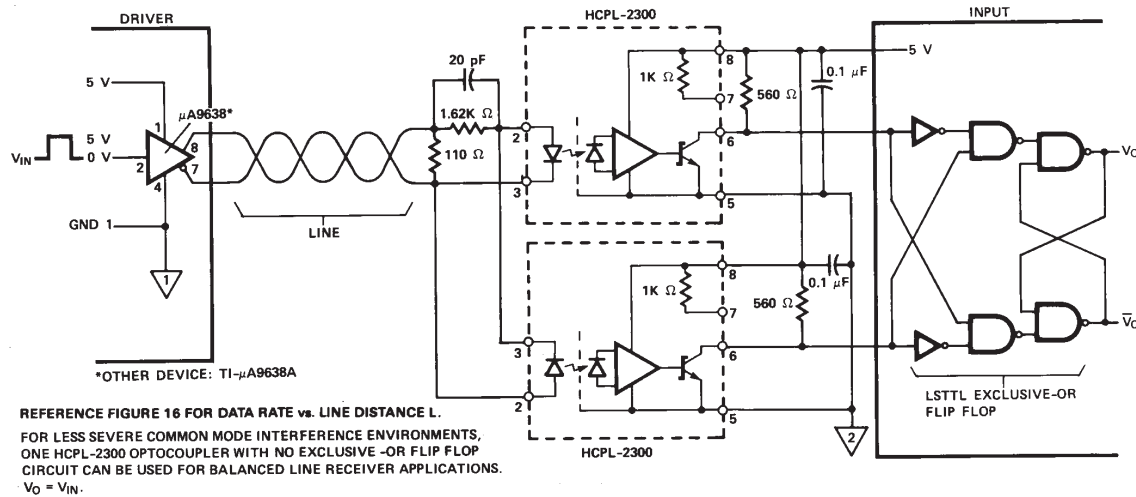 DRIVER
HCPL-2300
INPUT
20 pF
5 V
μA9638*
1.62K Ω
110 Ω
V_IN
5 V
0 V
1
8
2
7
4
GND 1
1
LINE
2
3
1K Ω
8
7
6
5
560 Ω
0.1 μF
5 V
V_O
3
2
1K Ω
8
7
6
5
560 Ω
0.1 μF
2
V̅_O
HCPL-2300
LSTTL EXCLUSIVE-OR
FLIP FLOP
*OTHER DEVICE: TI-μA9638A
REFERENCE FIGURE 16 FOR DATA RATE vs. LINE DISTANCE L.
FOR LESS SEVERE COMMON MODE INTERFERENCE ENVIRONMENTS,
ONE HCPL-2300 OPTOCOUPLER WITH NO EXCLUSIVE -OR FLIP FLOP
CIRCUIT CAN BE USED FOR BALANCED LINE RECEIVER APPLICATIONS.
V_O = V_IN.